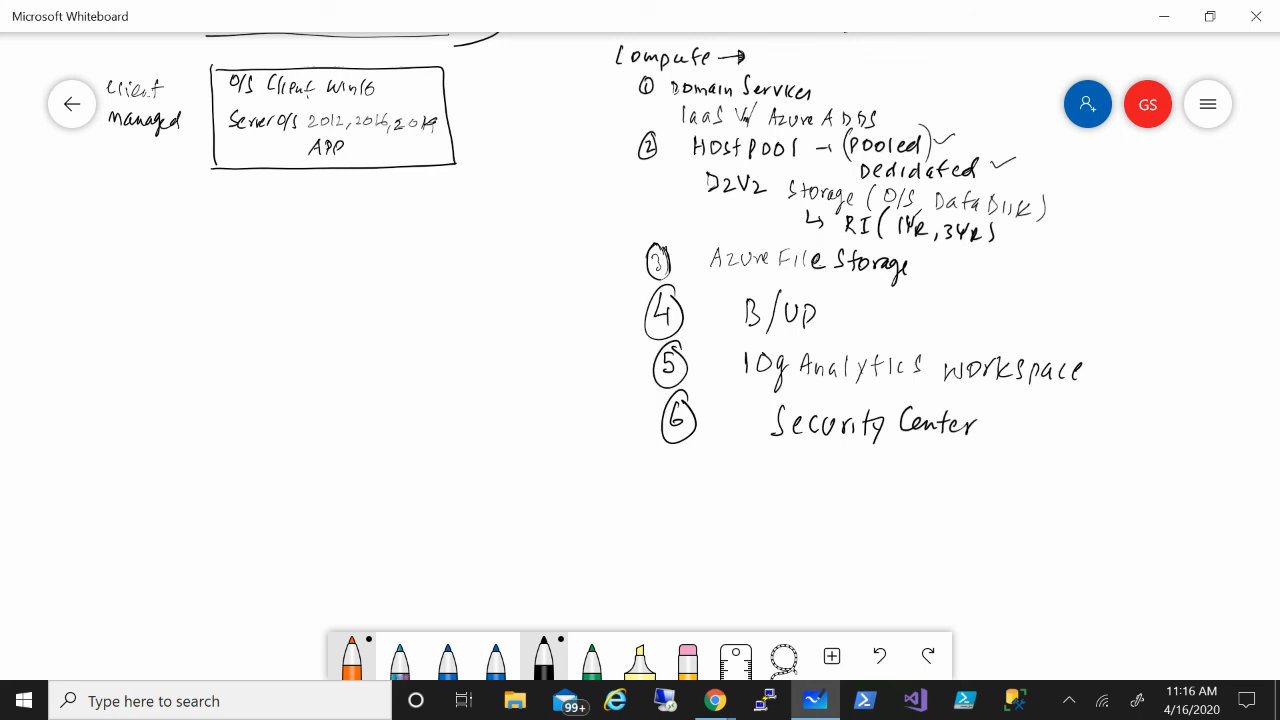 Microsoft Whiteboard
Client
managed
O/S Client Win10
Server O/S 2012, 2016, 2019
APP
Compute →
① Domain Services
IaaS V/ Azure ADDS
② HOSTPOOL → (POOLED) ✓
Dedidated ✓
D2V2 Storage (O/S, Data Disk)
↳ RI (1YR, 3YR)
③ Azure File Storage
④ B/UP
⑤ log Analytics workspace
⑥ Security Center
GS
Type here to search
99+
11:16 AM
4/16/2020